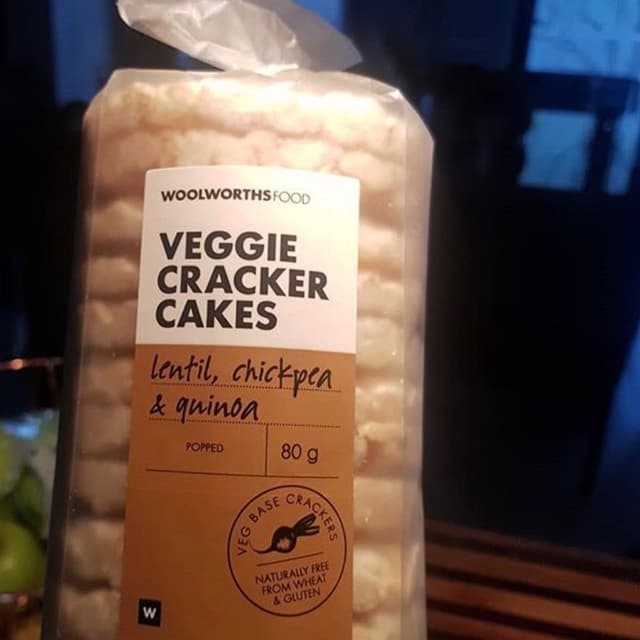 WOOLWORTHS FOOD
VEGGIE
CRACKER
CAKES
lentil, chickpea
& quinoa
POPPED
80 g
VEG BASE CRACKERS
NATURALLY FREE
FROM WHEAT
& GLUTEN
W